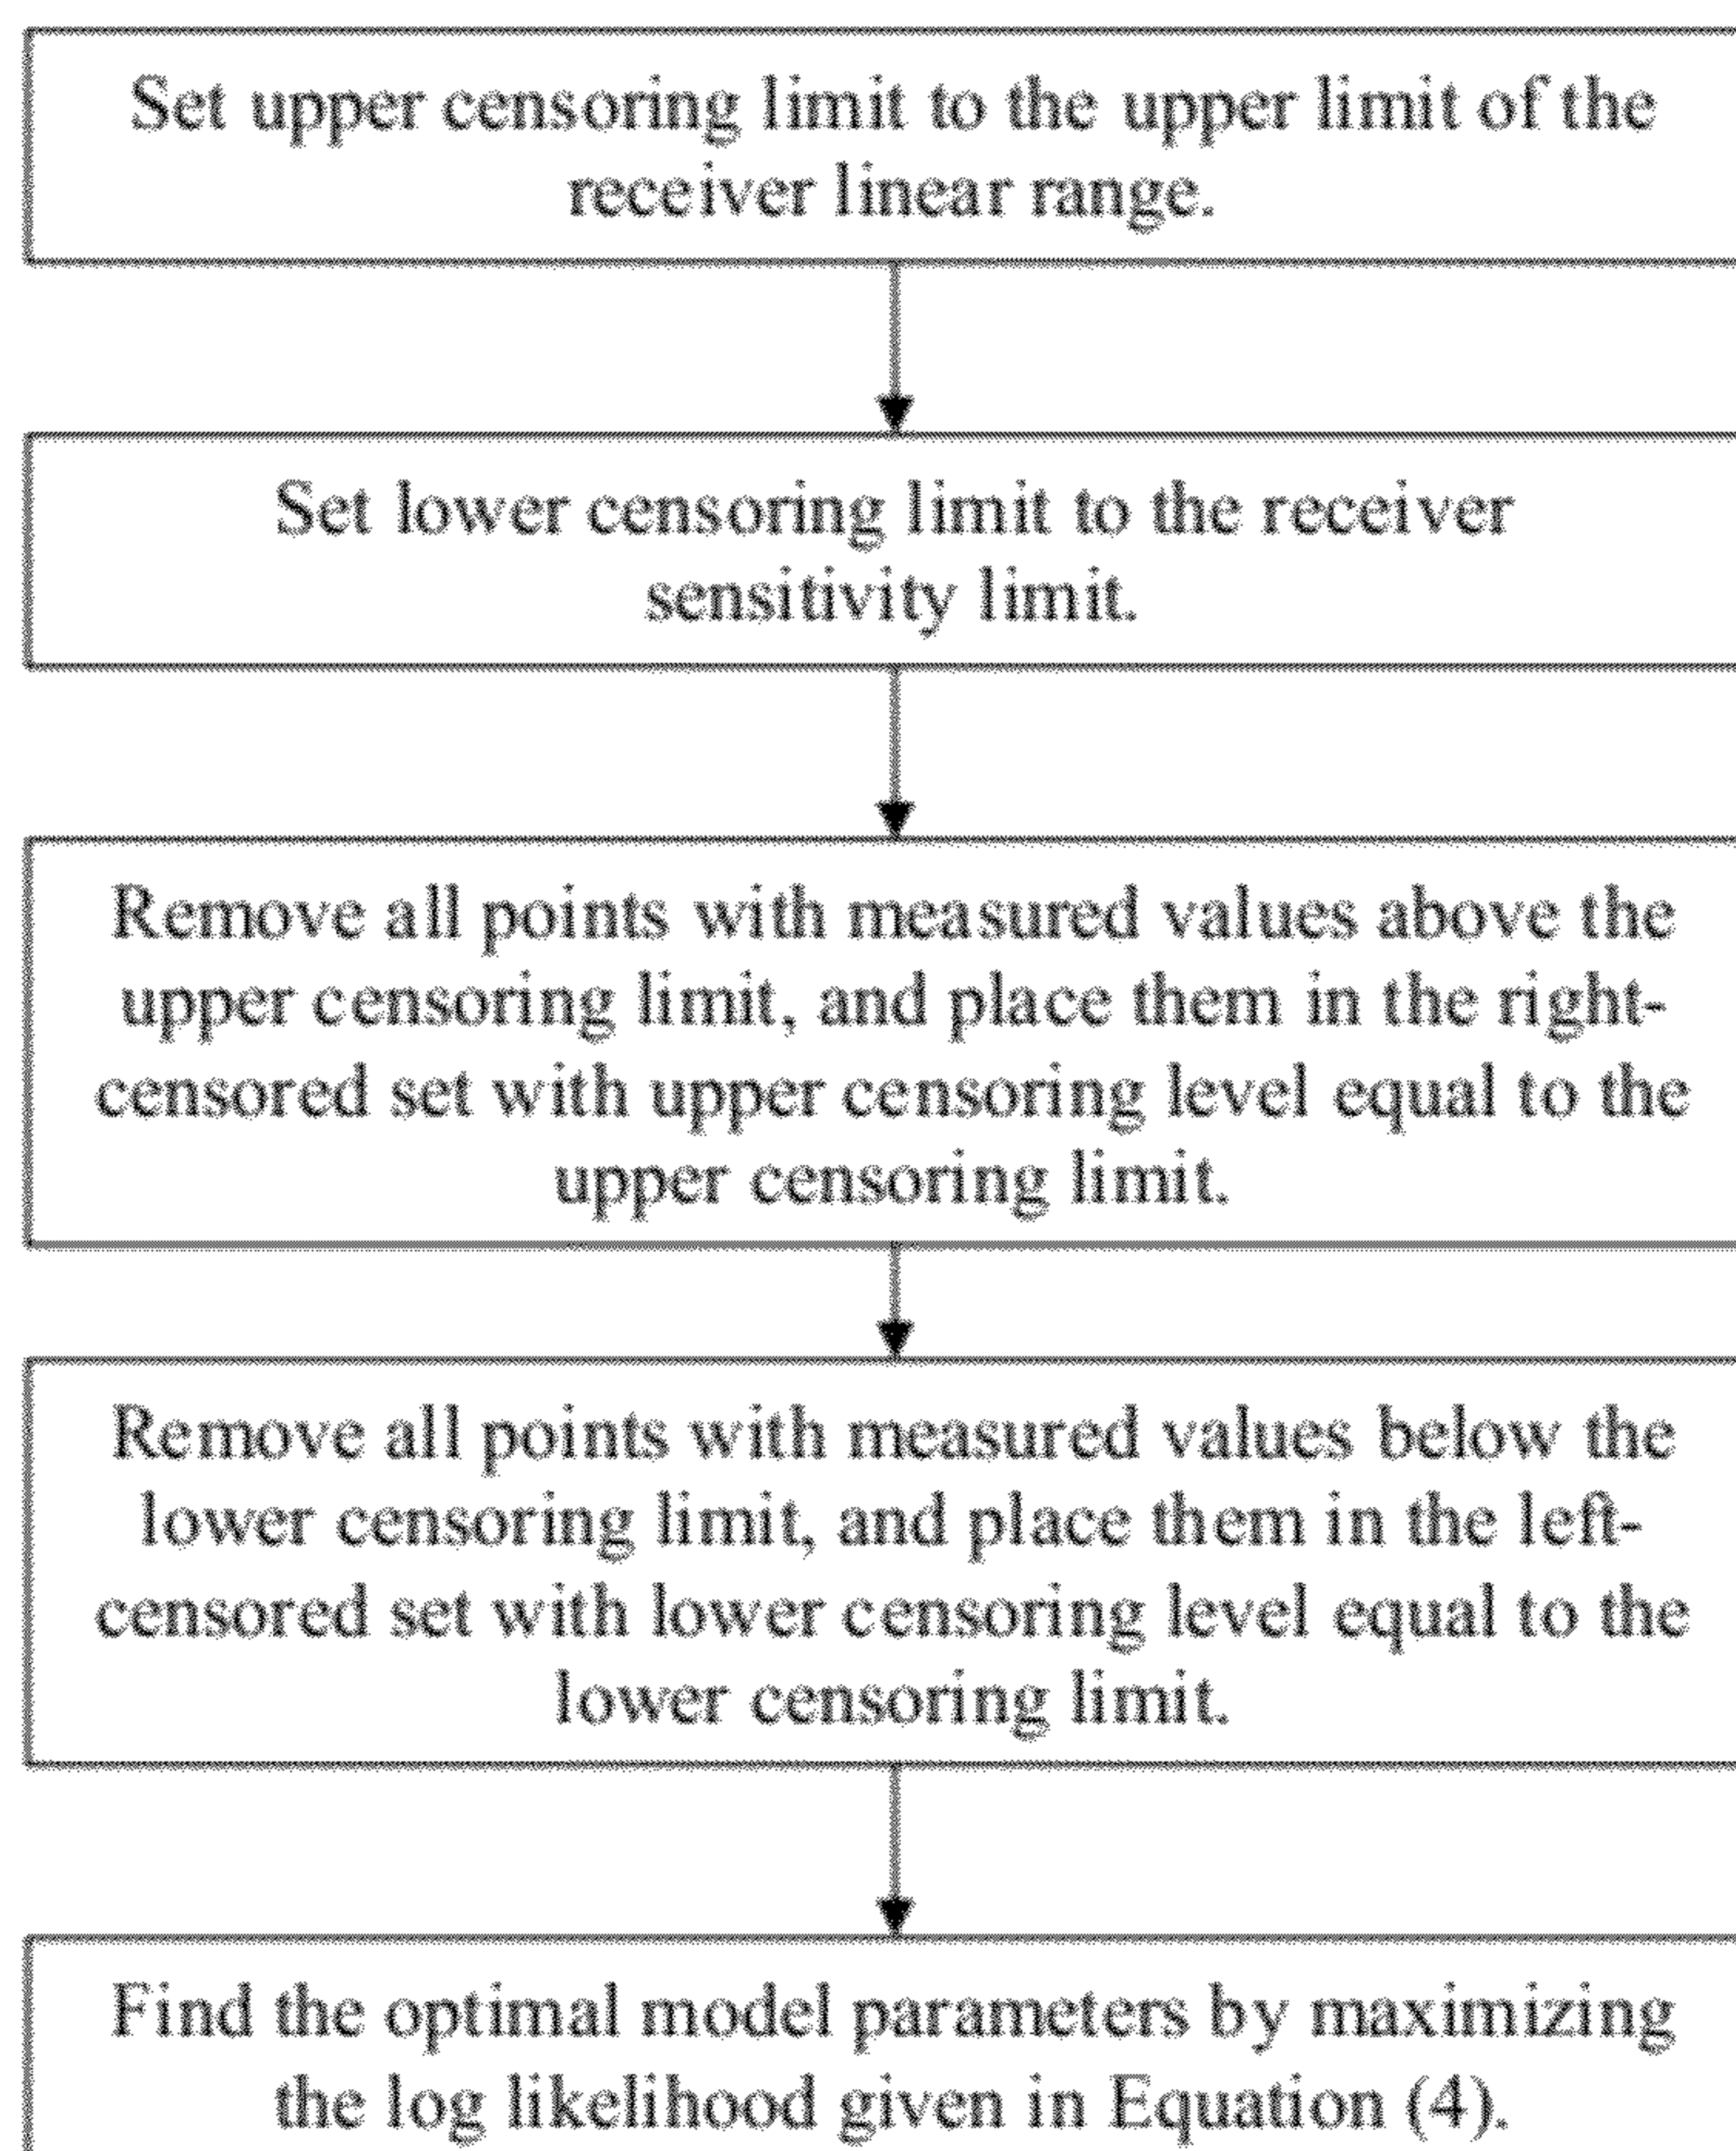 Set upper censoring limit to the upper limit of the
receiver linear range.
Set lower censoring limit to the receiver
sensitivity limit.
Remove all points with measured values above the
upper censoring limit, and place them in the right-
censored set with upper censoring level equal to the
upper censoring limit.
Remove all points with measured values below the
lower censoring limit, and place them in the left-
censored set with lower censoring level equal to the
lower censoring limit.
Find the optimal model parameters by maximizing
the log likelihood given in Equation (4).